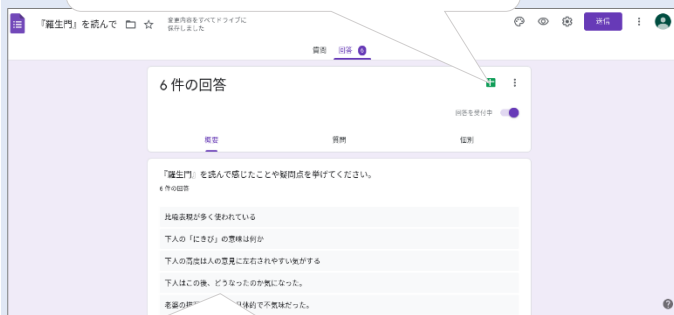 『羅生門』を読んで
変更内容をすべてドライブに
保存しました
送信
質問 回答 6
6 件の回答
回答を受付中
概要 質問 個別
『羅生門』を読んで感じたことや疑問点を挙げてください。
6 件の回答
比喩表現が多く使われている
下人の「にきび」の意味は何か
下人の高度は人の意見に左右されやすい気がする
下人はこの後、どうなったのか気になった。
老婆の 具体的で不気味だった。